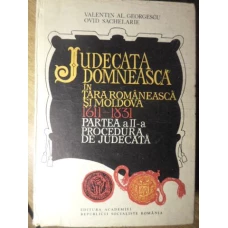 VALENTIN AL. GEORGESCU
OVID SACHELARIE
JUDECATA
DOMNEASCĂ
ÎN
ȚARA ROMÂNEASCĂ
ȘI MOLDOVA
1611-1831
PARTEA a II-a
PROCEDURA
DE JUDECATĂ
EDITURA ACADEMIEI
REPUBLICII SOCIALISTE ROMÂNIA